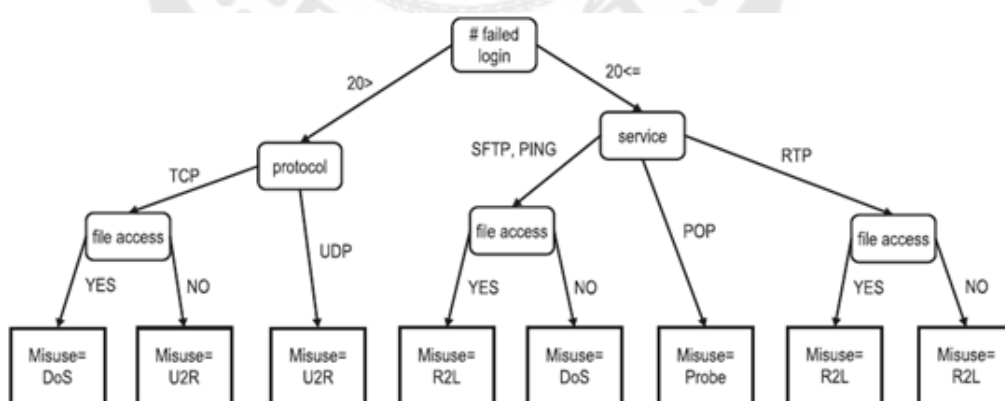 # failed
login
20>
20<=
protocol
service
TCP
UDP
SFTP, PING
POP
RTP
file access
file access
file access
YES
NO
YES
NO
YES
NO
Misuse=
DoS
Misuse=
U2R
Misuse=
U2R
Misuse=
R2L
Misuse=
DoS
Misuse=
Probe
Misuse=
R2L
Misuse=
R2L